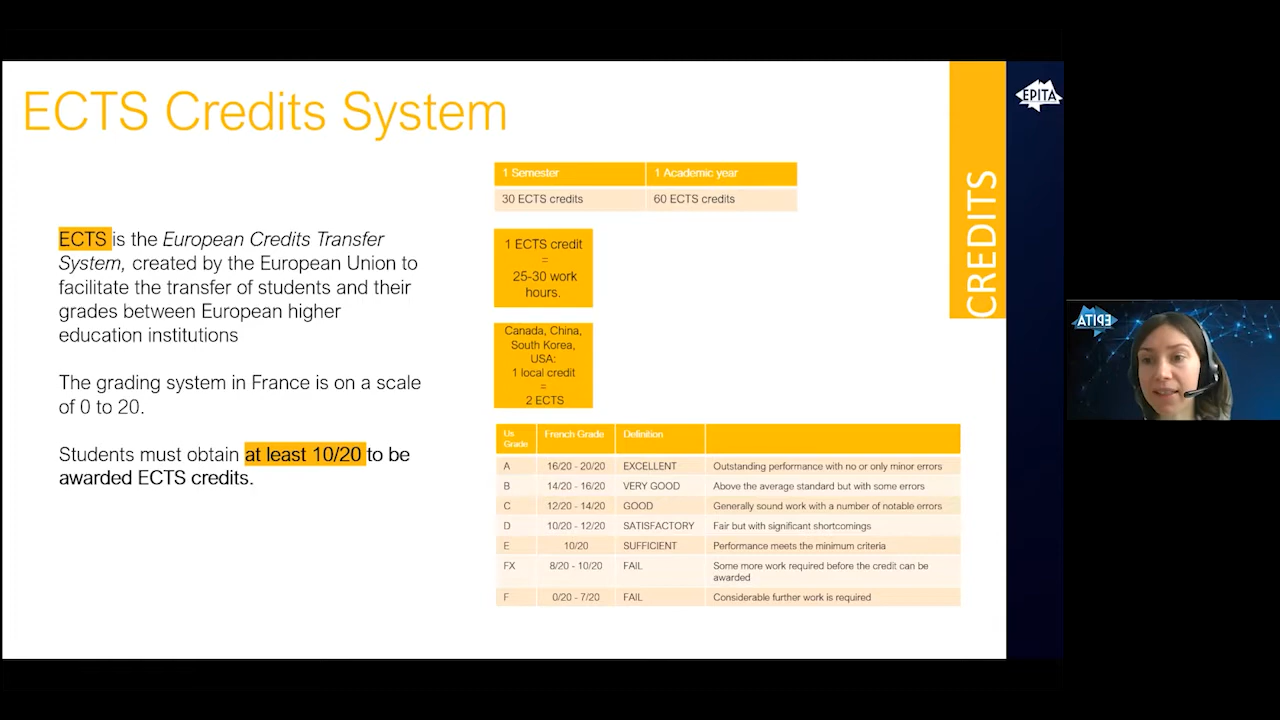 ECTS Credits System
EPITA
CREDITS
1 Semester 1 Academic year
30 ECTS credits 60 ECTS credits
ECTS is the European Credits Transfer
System, created by the European Union to
facilitate the transfer of students and their
grades between European higher
education institutions
The grading system in France is on a scale
of 0 to 20.
Students must obtain at least 10/20 to be
awarded ECTS credits.
1 ECTS credit
=
25-30 work
hours.
Canada, China,
South Korea,
USA:
1 local credit
=
2 ECTS
Us
Grade French Grade Definition
A 16/20 - 20/20 EXCELLENT Outstanding performance with no or only minor errors
B 14/20 - 16/20 VERY GOOD Above the average standard but with some errors
C 12/20 - 14/20 GOOD Generally sound work with a number of notable errors
D 10/20 - 12/20 SATISFACTORY Fair but with significant shortcomings
E 10/20 SUFFICIENT Performance meets the minimum criteria
FX 8/20 - 10/20 FAIL Some more work required before the credit can be
awarded
F 0/20 - 7/20 FAIL Considerable further work is required
EPITA